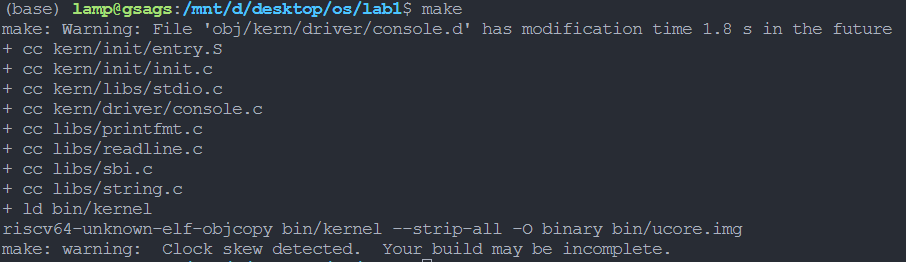 (base) lamp@gsags:/mnt/d/desktop/os/lab1$ make
make: Warning: File 'obj/kern/driver/console.d' has modification time 1.8 s in the future
+ cc kern/init/entry.S
+ cc kern/init/init.c
+ cc kern/libs/stdio.c
+ cc kern/driver/console.c
+ cc libs/printfmt.c
+ cc libs/readline.c
+ cc libs/sbi.c
+ cc libs/string.c
+ ld bin/kernel
riscv64-unknown-elf-objcopy bin/kernel --strip-all -O binary bin/ucore.img
make: warning:  Clock skew detected.  Your build may be incomplete.